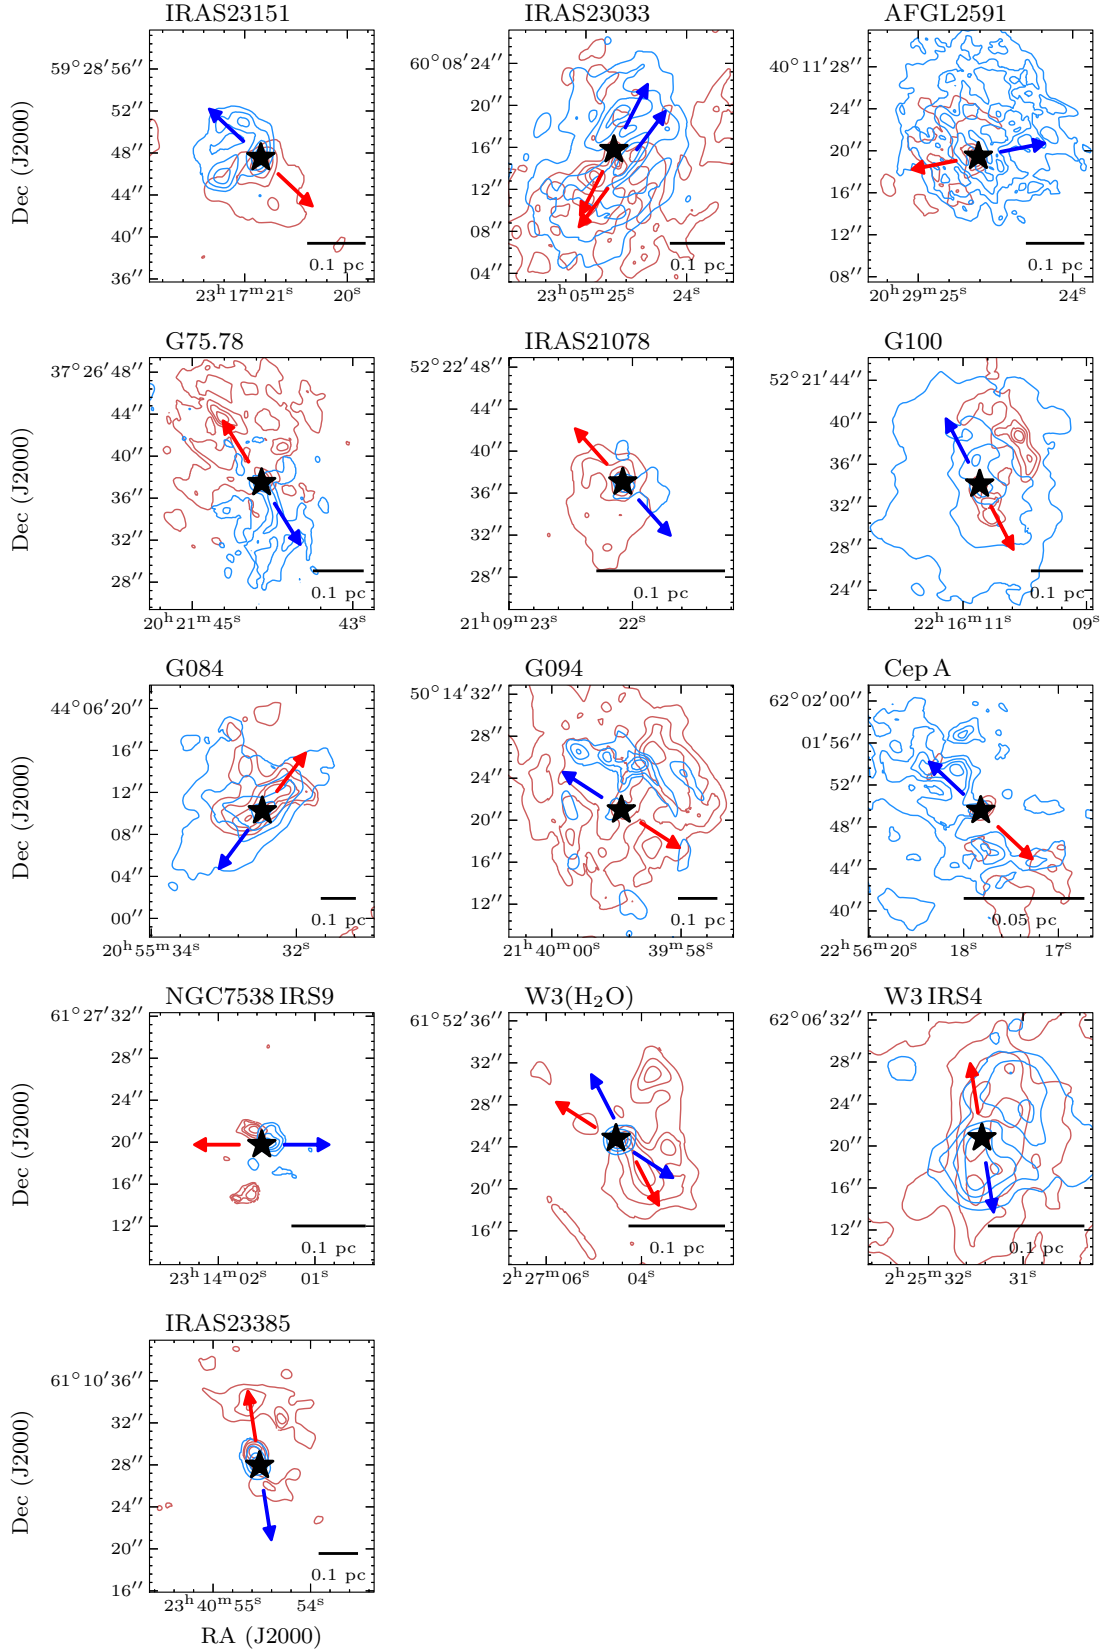 IRAS23151
IRAS23033
AFGL2591
Dec (J2000)
59°28′56′′
52′′
48′′
44′′
40′′
36′′
0.1 pc
23ʰ17ᵐ21ˢ
20ˢ
60°08′24′′
20′′
16′′
12′′
08′′
04′′
0.1 pc
23ʰ05ᵐ25ˢ
24ˢ
40°11′28′′
24′′
20′′
16′′
12′′
08′′
0.1 pc
20ʰ29ᵐ25ˢ
24ˢ
G75.78
IRAS21078
G100
Dec (J2000)
37°26′48′′
44′′
40′′
36′′
32′′
28′′
0.1 pc
20ʰ21ᵐ45ˢ
43ˢ
52°22′48′′
44′′
40′′
36′′
32′′
28′′
0.1 pc
21ʰ09ᵐ23ˢ
22ˢ
52°21′44′′
40′′
36′′
32′′
28′′
24′′
0.1 pc
22ʰ16ᵐ11ˢ
09ˢ
G084
G094
Cep A
Dec (J2000)
44°06′20′′
16′′
12′′
08′′
04′′
00′′
0.1 pc
20ʰ55ᵐ34ˢ
32ˢ
50°14′32′′
28′′
24′′
20′′
16′′
12′′
0.1 pc
21ʰ40ᵐ00ˢ
39ᵐ58ˢ
62°02′00′′
01′56′′
52′′
48′′
44′′
40′′
0.05 pc
22ʰ56ᵐ20ˢ
18ˢ
17ˢ
NGC7538 IRS9
W3(H₂O)
W3 IRS4
Dec (J2000)
61°27′32′′
28′′
24′′
20′′
16′′
12′′
0.1 pc
23ʰ14ᵐ02ˢ
01ˢ
61°52′36′′
32′′
28′′
24′′
20′′
16′′
0.1 pc
2ʰ27ᵐ06ˢ
04ˢ
62°06′32′′
28′′
24′′
20′′
16′′
12′′
0.1 pc
2ʰ25ᵐ32ˢ
31ˢ
IRAS23385
Dec (J2000)
61°10′36′′
32′′
28′′
24′′
20′′
16′′
0.1 pc
23ʰ40ᵐ55ˢ
54ˢ
RA (J2000)